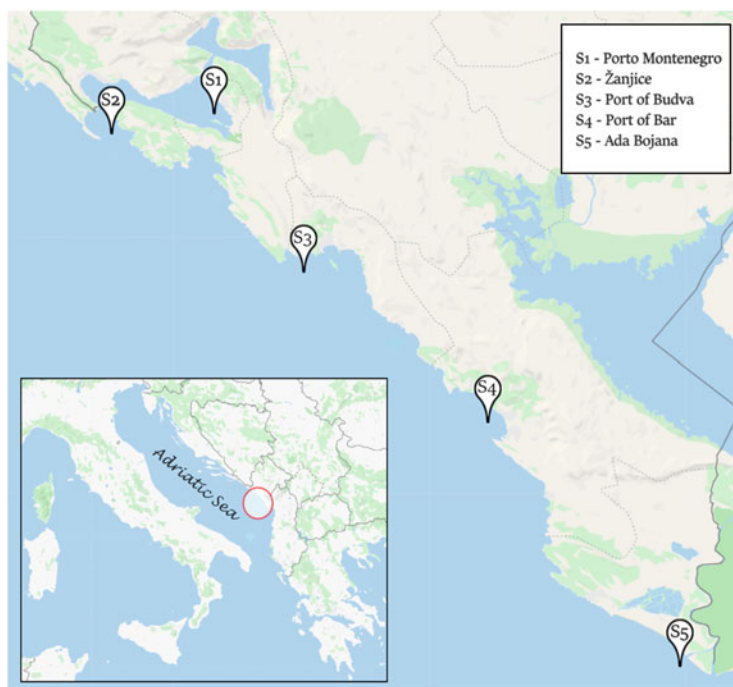 S1 - Porto Montenegro
S2 - Žanjice
S3 - Port of Budva
S4 - Port of Bar
S5 - Ada Bojana
S1
S2
S3
S4
S5
Adriatic Sea